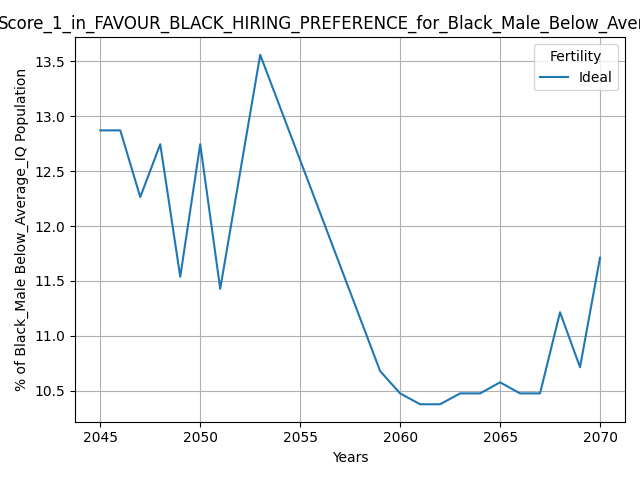 Score_1_in_FAVOUR_BLACK_HIRING_PREFERENCE_for_Black_Male_Below_Aver
Fertility
Ideal
% of Black_Male Below_Average_IQ Population
13.5
13.0
12.5
12.0
11.5
11.0
10.5
2045
2050
2055
2060
2065
2070
Years